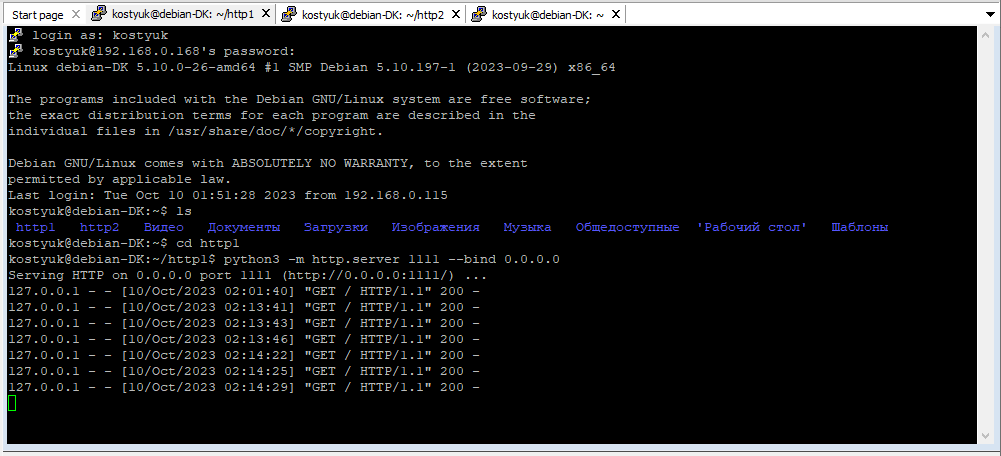 Start page kostyuk@debian-DK: ~/http1 kostyuk@debian-DK: ~/http2 kostyuk@debian-DK: ~
login as: kostyuk
kostyuk@192.168.0.168's password:
Linux debian-DK 5.10.0-26-amd64 #1 SMP Debian 5.10.197-1 (2023-09-29) x86_64
The programs included with the Debian GNU/Linux system are free software;
the exact distribution terms for each program are described in the
individual files in /usr/share/doc/*/copyright.
Debian GNU/Linux comes with ABSOLUTELY NO WARRANTY, to the extent
permitted by applicable law.
Last login: Tue Oct 10 01:51:28 2023 from 192.168.0.115
kostyuk@debian-DK:~$ ls
http1 http2 Видео Документы Загрузки Изображения Музыка Общедоступные 'Рабочий стол' Шаблоны
kostyuk@debian-DK:~$ cd http1
kostyuk@debian-DK:~/http1$ python3 -m http.server 1111 --bind 0.0.0.0
Serving HTTP on 0.0.0.0 port 1111 (http://0.0.0.0:1111/) ...
127.0.0.1 - - [10/Oct/2023 02:01:40] "GET / HTTP/1.1" 200 -
127.0.0.1 - - [10/Oct/2023 02:13:41] "GET / HTTP/1.1" 200 -
127.0.0.1 - - [10/Oct/2023 02:13:43] "GET / HTTP/1.1" 200 -
127.0.0.1 - - [10/Oct/2023 02:13:46] "GET / HTTP/1.1" 200 -
127.0.0.1 - - [10/Oct/2023 02:14:22] "GET / HTTP/1.1" 200 -
127.0.0.1 - - [10/Oct/2023 02:14:25] "GET / HTTP/1.1" 200 -
127.0.0.1 - - [10/Oct/2023 02:14:29] "GET / HTTP/1.1" 200 -